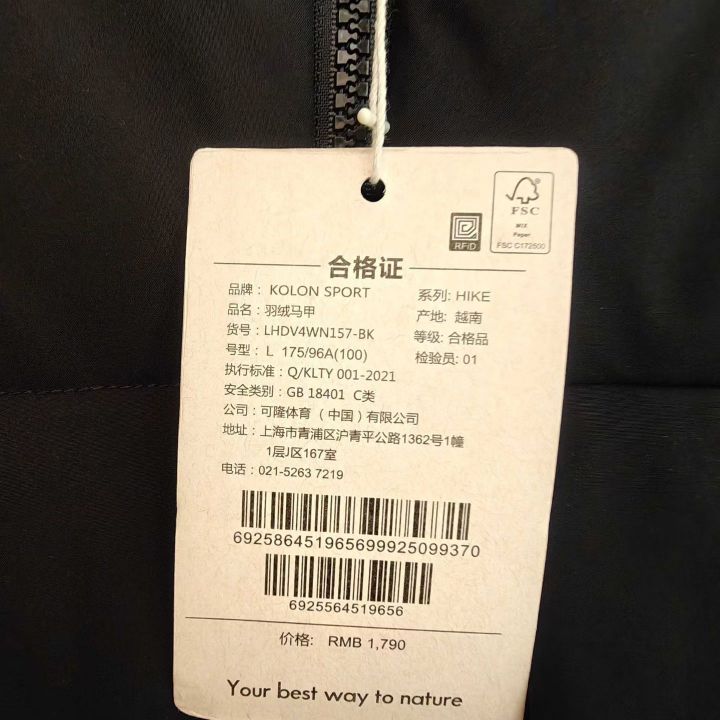 FSC
MIX
Paper
FSC C172500
RFID
合格证
品牌： KOLON SPORT 系列: HIKE
品名：羽绒马甲 产地: 越南
货号：LHDV4WN157-BK 等级: 合格品
号型： L 175/96A(100) 检验员: 01
执行标准：Q/KLTY 001-2021
安全类别：GB 18401 C类
公司：可隆体育 （中国）有限公司
地址：上海市青浦区沪青平公路1362号1幢
1层J区167室
电话：021-5263 7219
692586451965699925099370
6925564519656
价格: RMB 1,790
Your best way to nature